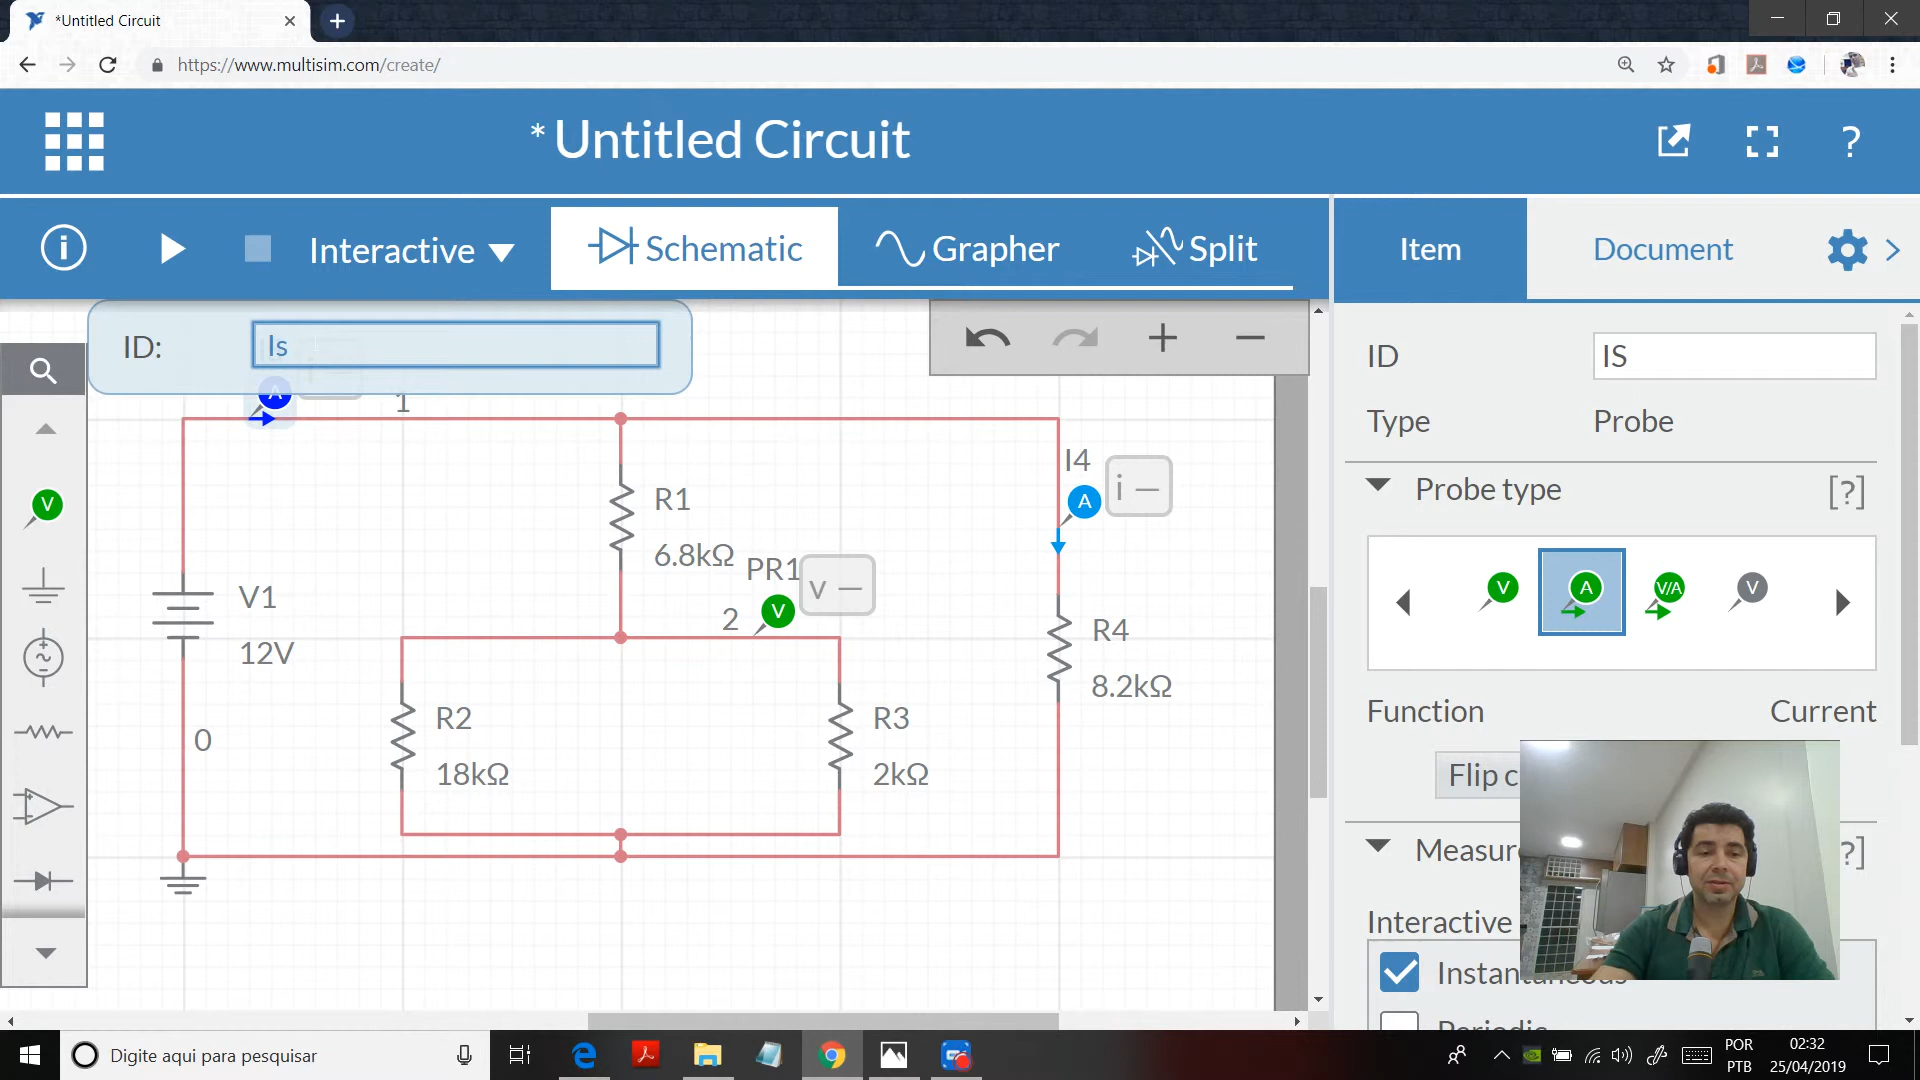 *Untitled Circuit
https://www.multisim.com/create/
* Untitled Circuit
?
i
Interactive
Schematic
Grapher
Split
Item
Document
ID:
Is
ID
IS
Type
Probe
Probe type
[?]
V
A
V/A
V
Function
Current
Flip c
Measur
?]
Interactive
Instantaneous
Periodic
A
1
V
I4
A
i —
R1
6.8kΩ
PR1
v —
2
V
V1
12V
R4
8.2kΩ
R2
18kΩ
R3
2kΩ
0
Digite aqui para pesquisar
POR
PTB
02:32
25/04/2019